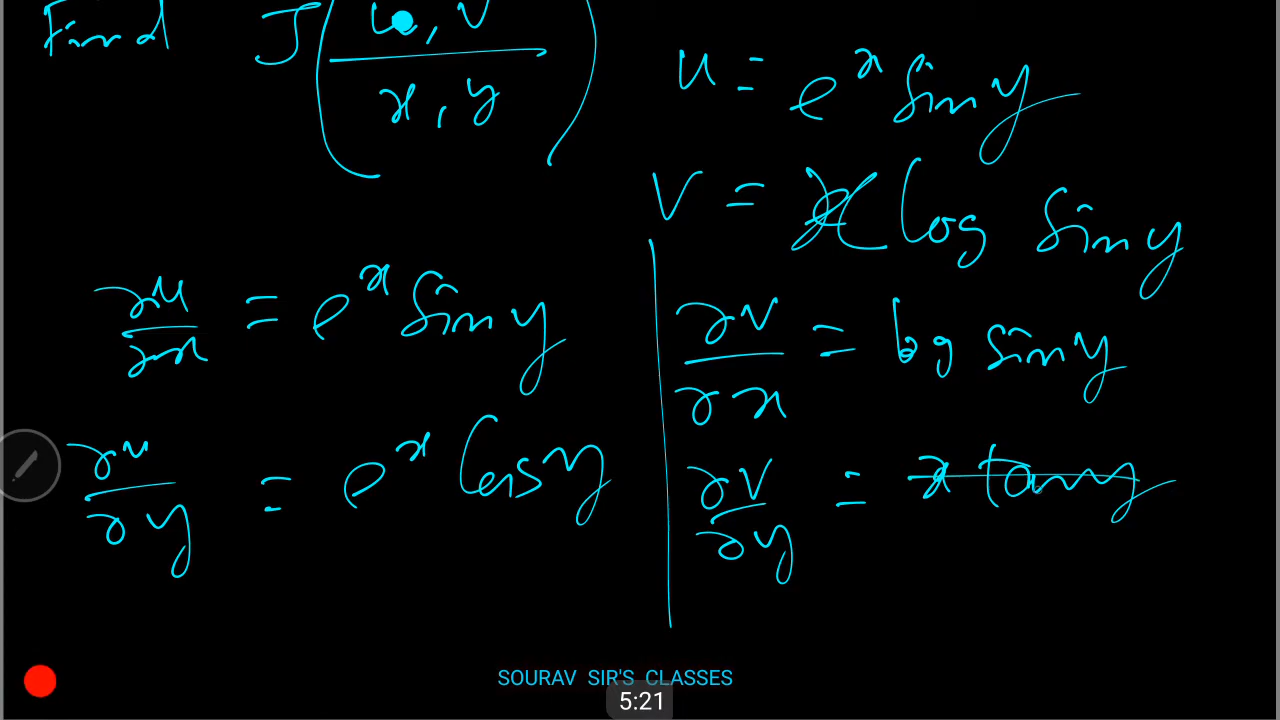 Find J(u, v / x, y)
u = e^x sin y
v = x log sin y
∂u/∂x = e^x sin y
∂u/∂y = e^x cos y
∂v/∂x = log sin y
∂v/∂y = x tan y
SOURAV SIR'S CLASSES
5:21